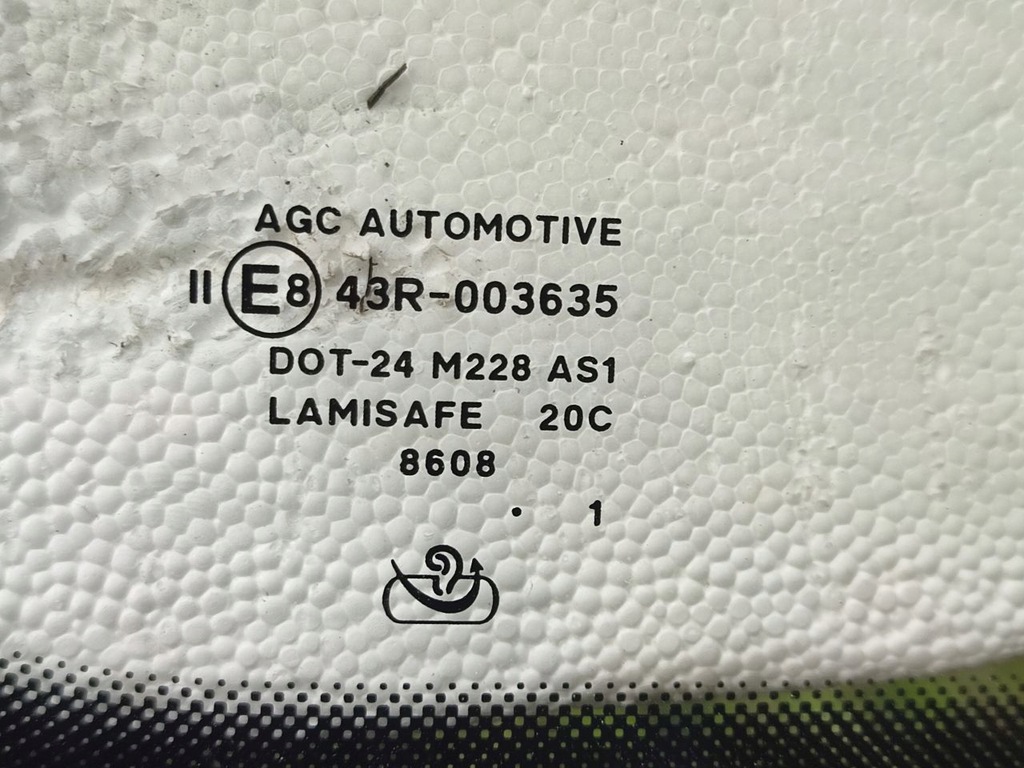 AGC AUTOMOTIVE
II E8 43R-003635
DOT-24 M228 AS1
LAMISAFE 20C
8608
. 1